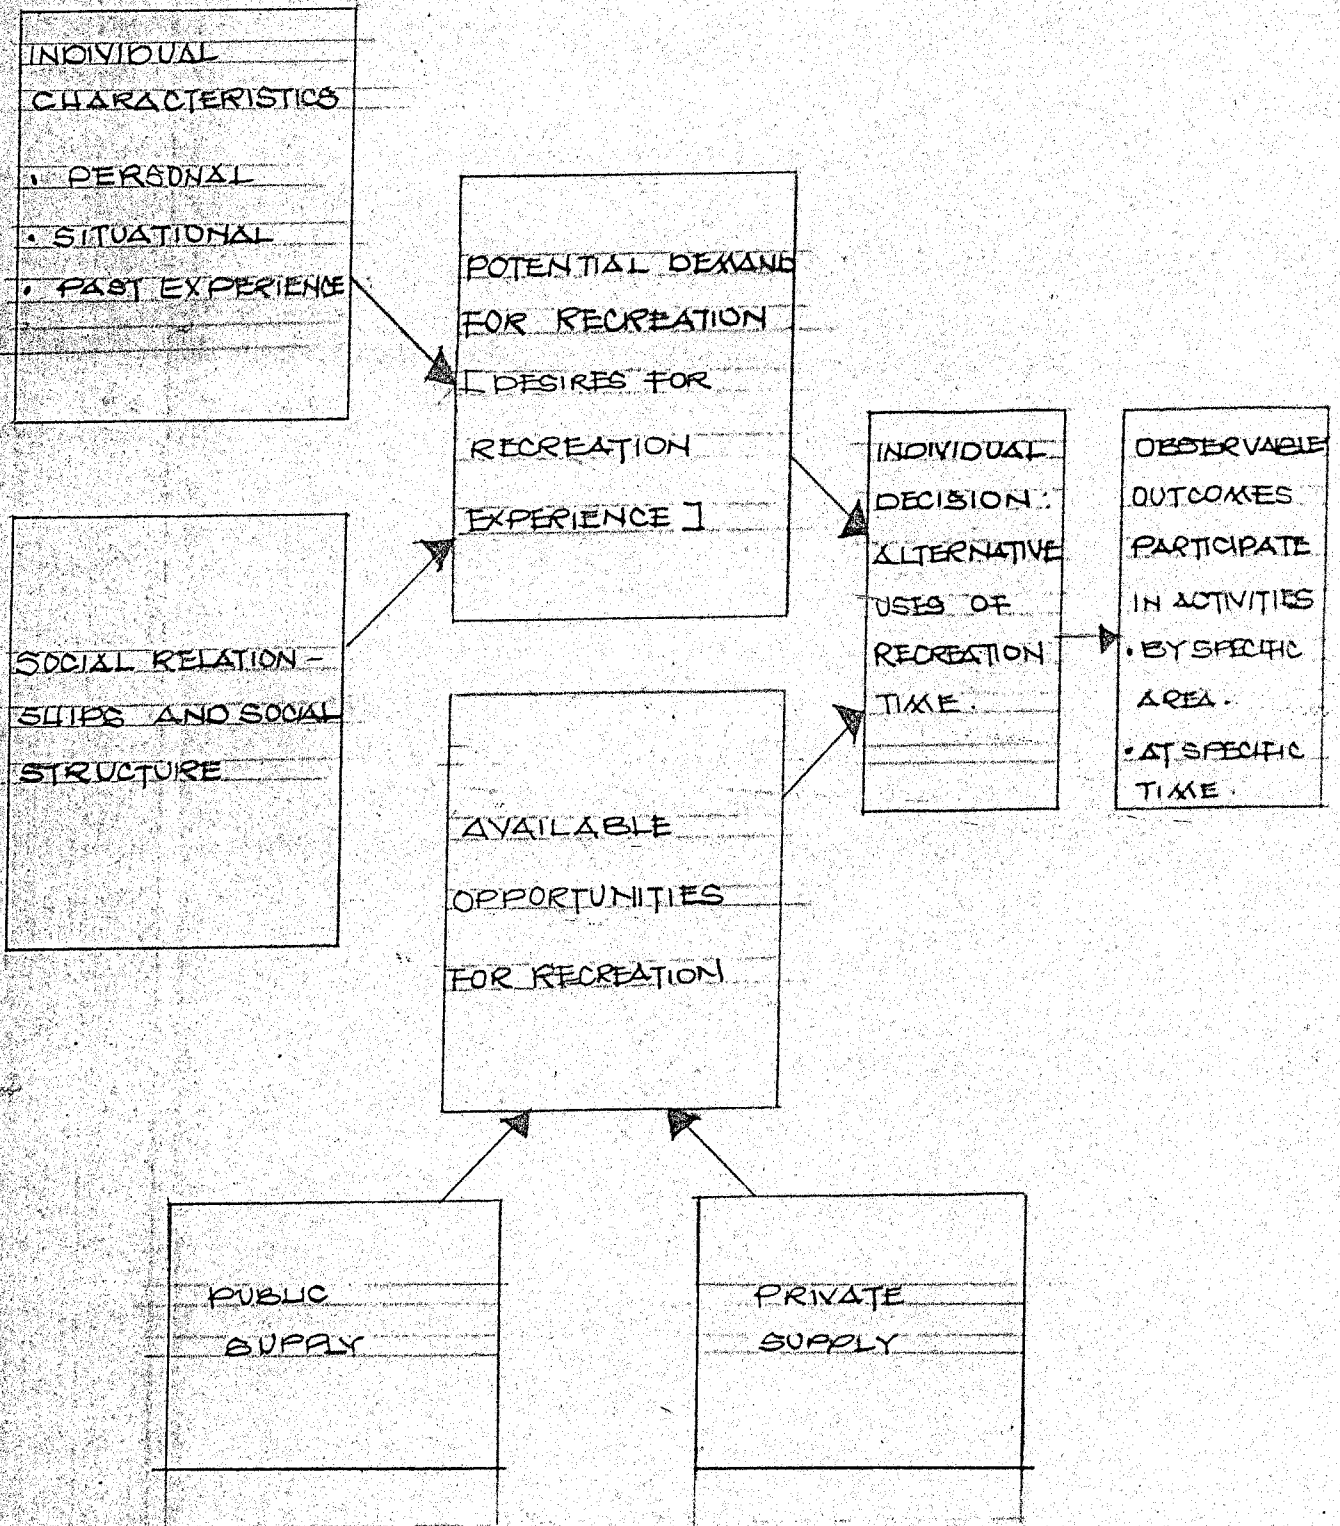 INDIVIDUAL
CHARACTERISTICS
• PERSONAL
• SITUATIONAL
• PAST EXPERIENCE
SOCIAL RELATION-
SHIPS AND SOCIAL
STRUCTURE
POTENTIAL DEMAND
FOR RECREATION
[DESIRES FOR
RECREATION
EXPERIENCE]
AVAILABLE
OPPORTUNITIES
FOR RECREATION
PUBLIC
SUPPLY
PRIVATE
SUPPLY
INDIVIDUAL
DECISION:
ALTERNATIVE
USES OF
RECREATION
TIME.
OBSERVABLE
OUTCOMES
PARTICIPATE
IN ACTIVITIES
• BY SPECIFIC
AREA.
• AT SPECIFIC
TIME.